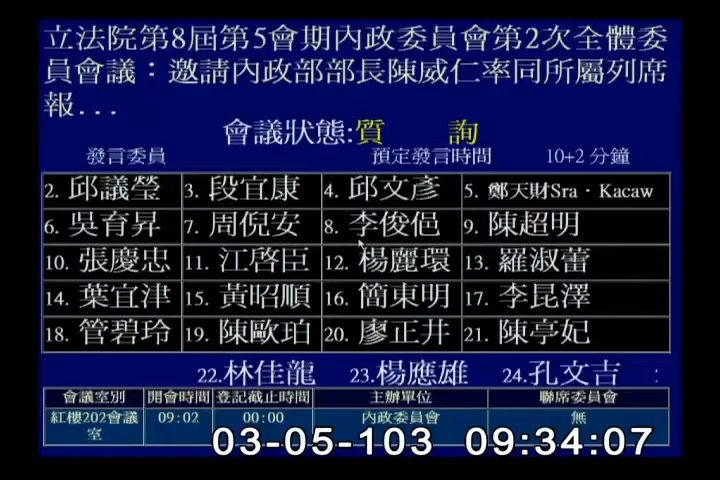 立法院第8屆第5會期內政委員會第2次全體委
員會議：邀請內政部部長陳威仁率同所屬列席
報...
會議狀態:質 詢
發言委員 預定發言時間 10+2 分鐘
2. 邱議瑩 3. 段宜康 4. 邱文彥 5. 鄭天財Sra．Kacaw
6. 吳育昇 7. 周倪安 8. 李俊俋 9. 陳超明
10. 張慶忠 11. 江啓臣 12. 楊麗環 13. 羅淑蕾
14. 葉宜津 15. 黃昭順 16. 簡東明 17. 李昆澤
18. 管碧玲 19. 陳歐珀 20. 廖正井 21. 陳亭妃
22.林佳龍 23.楊應雄 24.孔文吉
會議室別 開會時間 登記截止時間 主辦單位 聯席委員會
紅樓202會議室 09:02 00:00 內政委員會 無
03-05-103 09:34:07